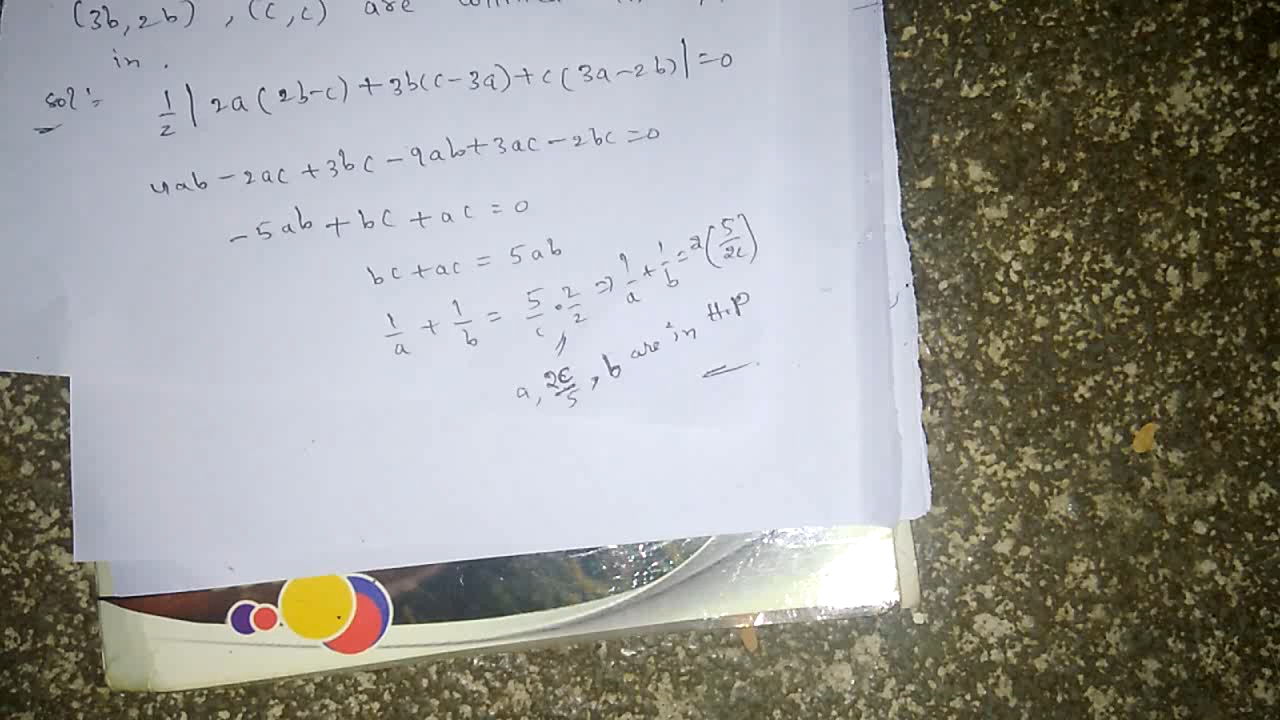 (3b, 2b), (c, c) are
in.
Sol:
1/2 | 2a(2b-c) + 3b(c-3a) + c(3a-2b) | = 0
4ab - 2ac + 3bc - 9ab + 3ac - 2bc = 0
-5ab + bc + ac = 0
bc + ac = 5ab
1/a + 1/b = 5/c · 2/2 ⇒ 1/a + 1/b = 2(5/2c)
a, 2c/5, b are in H.P